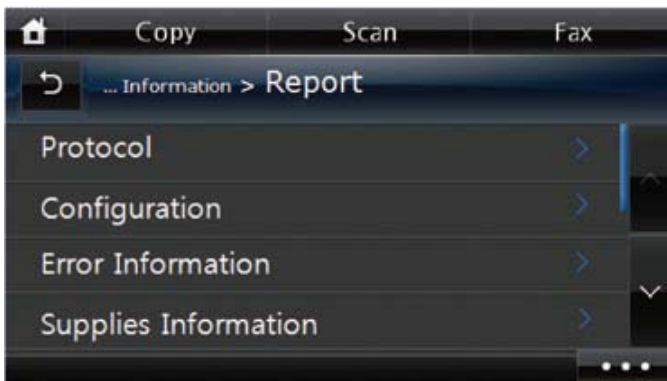 Copy Scan Fax
... Information > Report
Protocol
Configuration
Error Information
Supplies Information